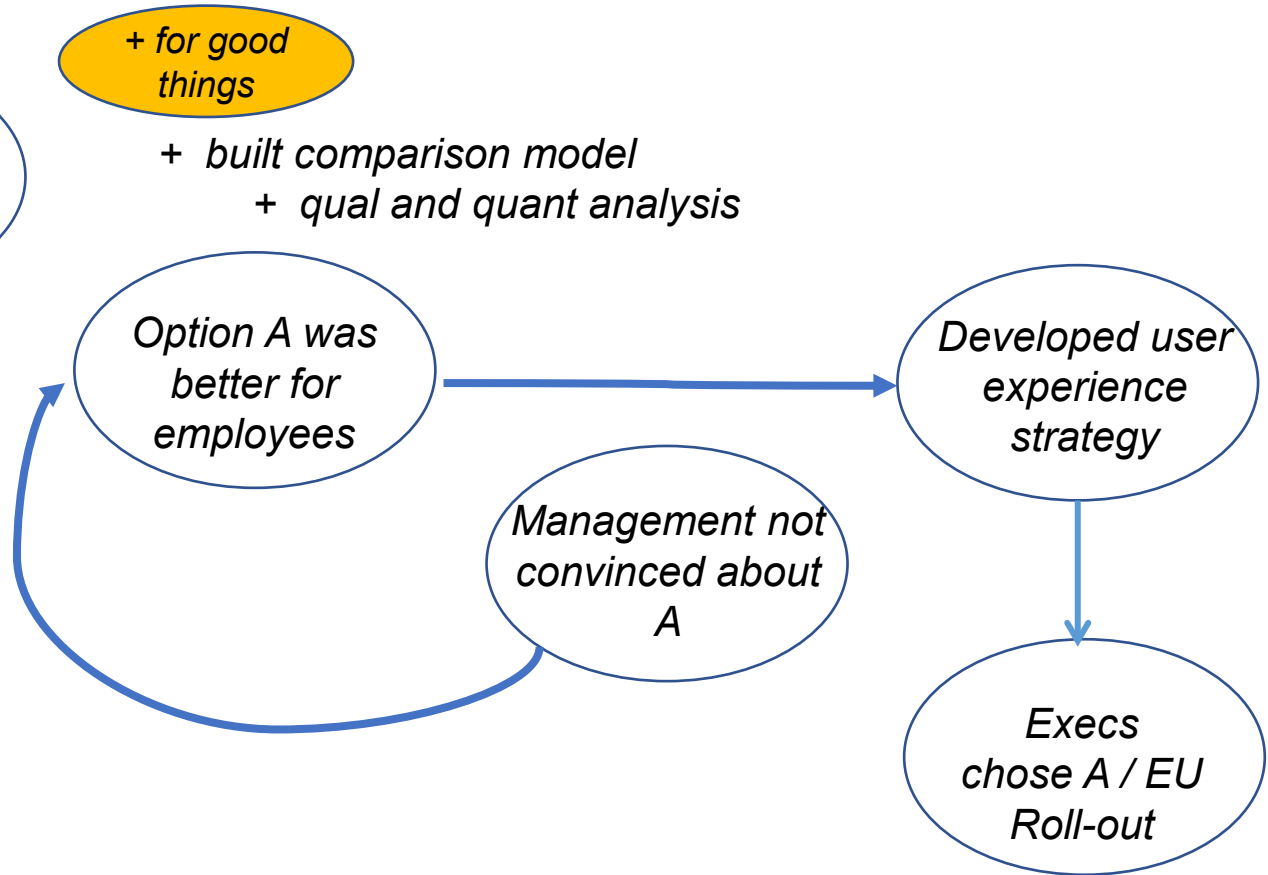 + for good
things
+ built comparison model
+ qual and quant analysis
Option A was
better for
employees
Developed user
experience
strategy
Management not
convinced about
A
Execs
chose A / EU
Roll-out